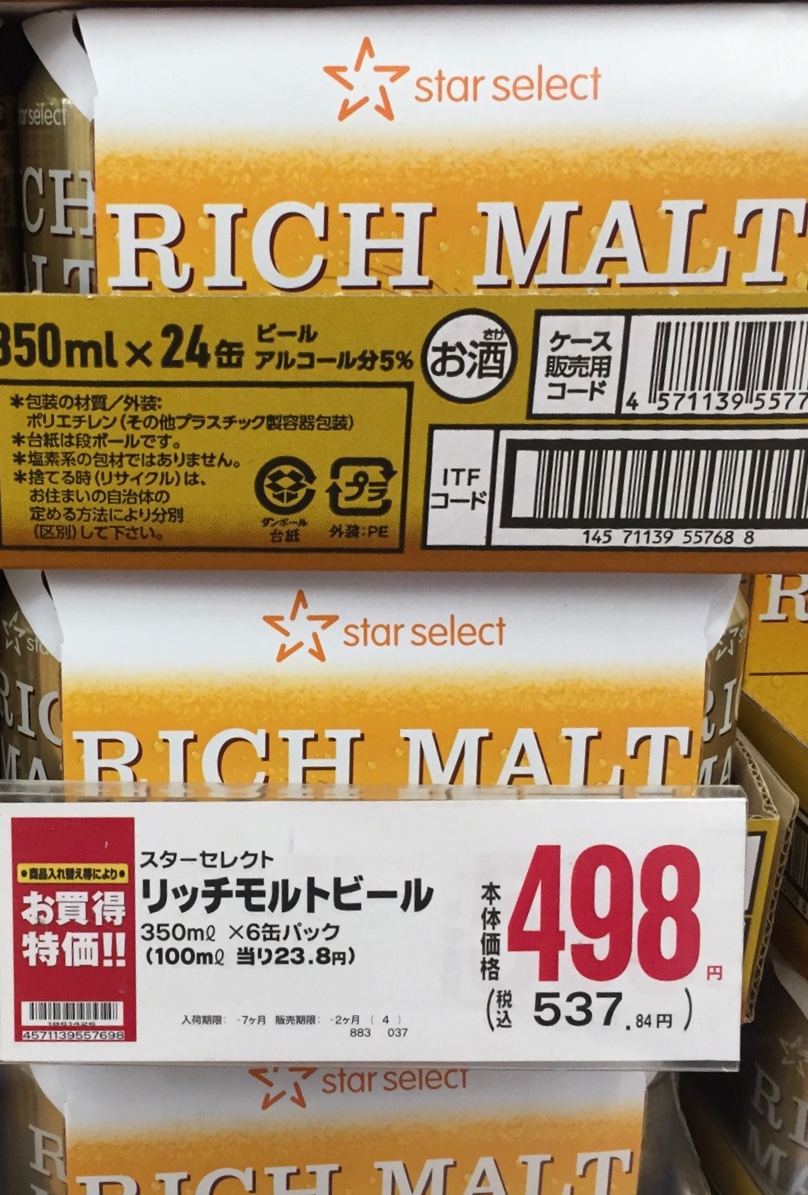 star select
star select
RICH MALT
350ml×24缶
ビール
アルコール分5%
お酒
さけ
ケース
販売用
コード
4 571139 5577
*包装の材質/外装:
ポリエチレン(その他プラスチック製容器包装)
*台紙は段ボールです。
*塩素系の包材ではありません。
*捨てる時(リサイクル)は、
お住まいの自治体の
定める方法により分別
(区別)して下さい。
ダンボール
台紙
プラ
外装:PE
ITF
コード
145 71139 55768 8
star select
RICH MALT
•商品入れ替え等により•
お買得
特価!!
4571139557698
スターセレクト
リッチモルトビール
350mℓ ×6缶パック
(100mℓ 当り23.8円)
入荷期限: -7ヶ月 販売期限: -2ヶ月 ( 4 )
883 037
本体価格
498円
(税込 537.84円)
star select
RICH MALT